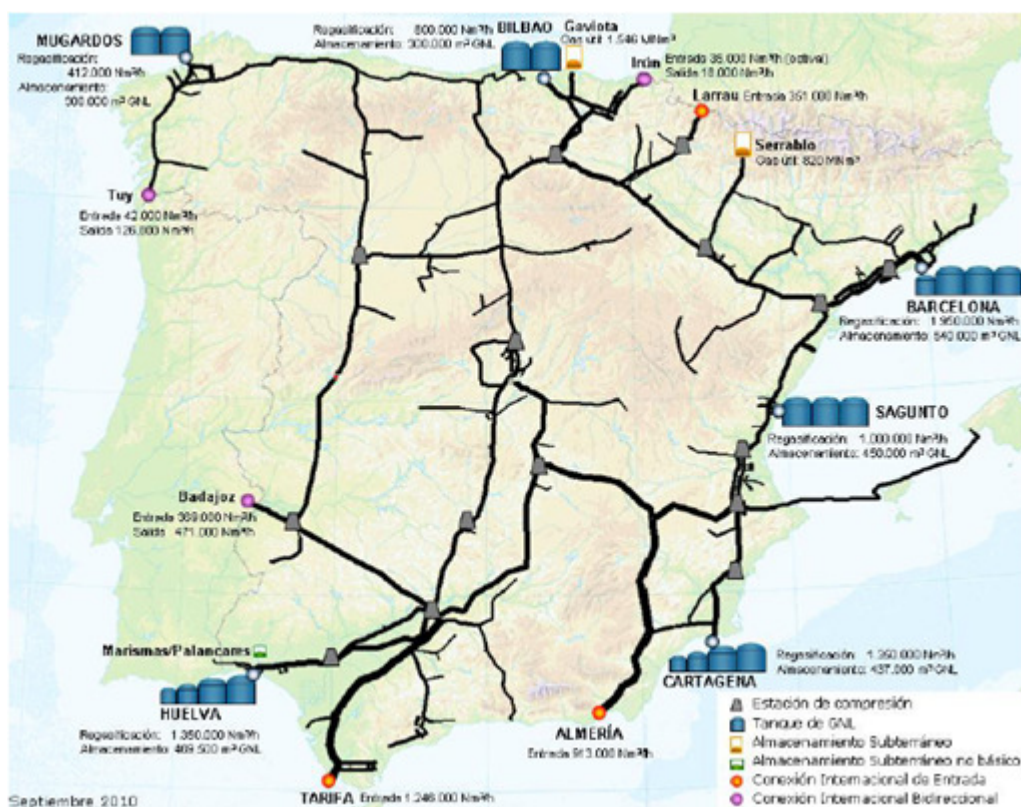 MUGARDOS
Regasificación:
412.000 Nm³/h
Almacenamiento:
300.000 m³ GNL
Regasificación: 800.000 Nm³/h
Almacenamiento: 300.000 m³ GNL
BILBAO
Gaviota
Gas útil: 1.546 MNm³
Irún
Entrada 35.000 Nm³/h
Salida 18.000 Nm³/h
Larrau Entrada 351.000 Nm³/h
Serrablo
Gas útil: 820 MNm³
Tuy
Entrada 42.000 Nm³/h
Salida 126.000 Nm³/h
BARCELONA
Regasificación: 1.950.000 Nm³/h
Almacenamiento: 540.000 m³ GNL
SAGUNTO
Regasificación: 1.000.000 Nm³/h
Almacenamiento: 450.000 m³ GNL
Badajoz
Entrada 369.000 Nm³/h
Salida 471.000 Nm³/h
Marismas/Palancares
HUELVA
Regasificación: 1.350.000 Nm³/h
Almacenamiento: 469.500 m³ GNL
CARTAGENA
Regasificación: 1.350.000 Nm³/h
Almacenamiento: 437.000 m³ GNL
ALMERÍA
Entrada 913.000 Nm³/h
TARIFA Entrada 1.246.000 Nm³/h
Estación de compresión
Tanque de GNL
Almacenamiento Subterráneo
Almacenamiento Subterráneo no básico
Conexión Internacional de Entrada
Conexión Internacional Bidireccional
Septiembre 2010